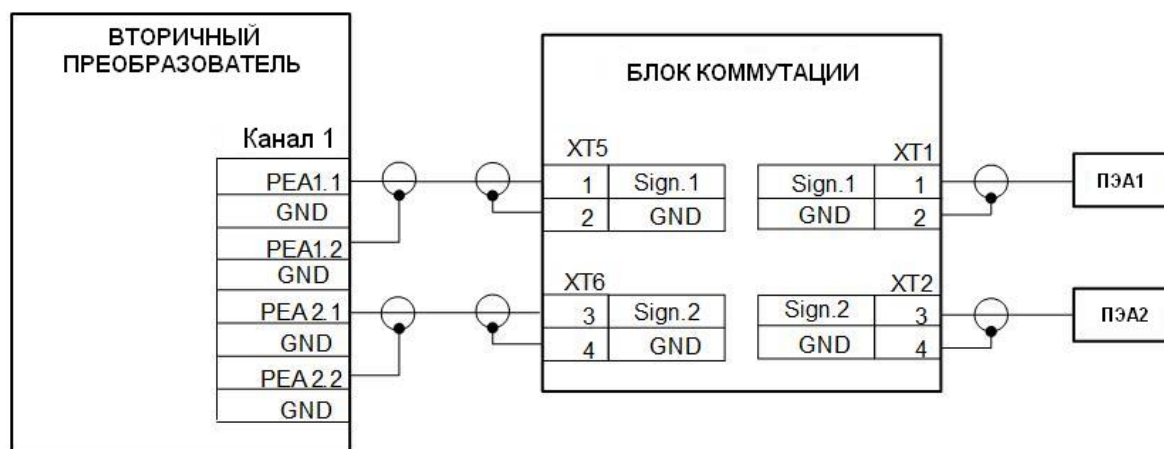 ВТОРИЧНЫЙ
ПРЕОБРАЗОВАТЕЛЬ
Канал 1
PEA1.1
GND
PEA1.2
GND
PEA 2.1
GND
PEA 2.2
GND
БЛОК КОММУТАЦИИ
XT5
1 Sign.1
2 GND
XT6
3 Sign.2
4 GND
XT1
Sign.1 1
GND 2
XT2
Sign.2 3
GND 4
ПЭА1
ПЭА2